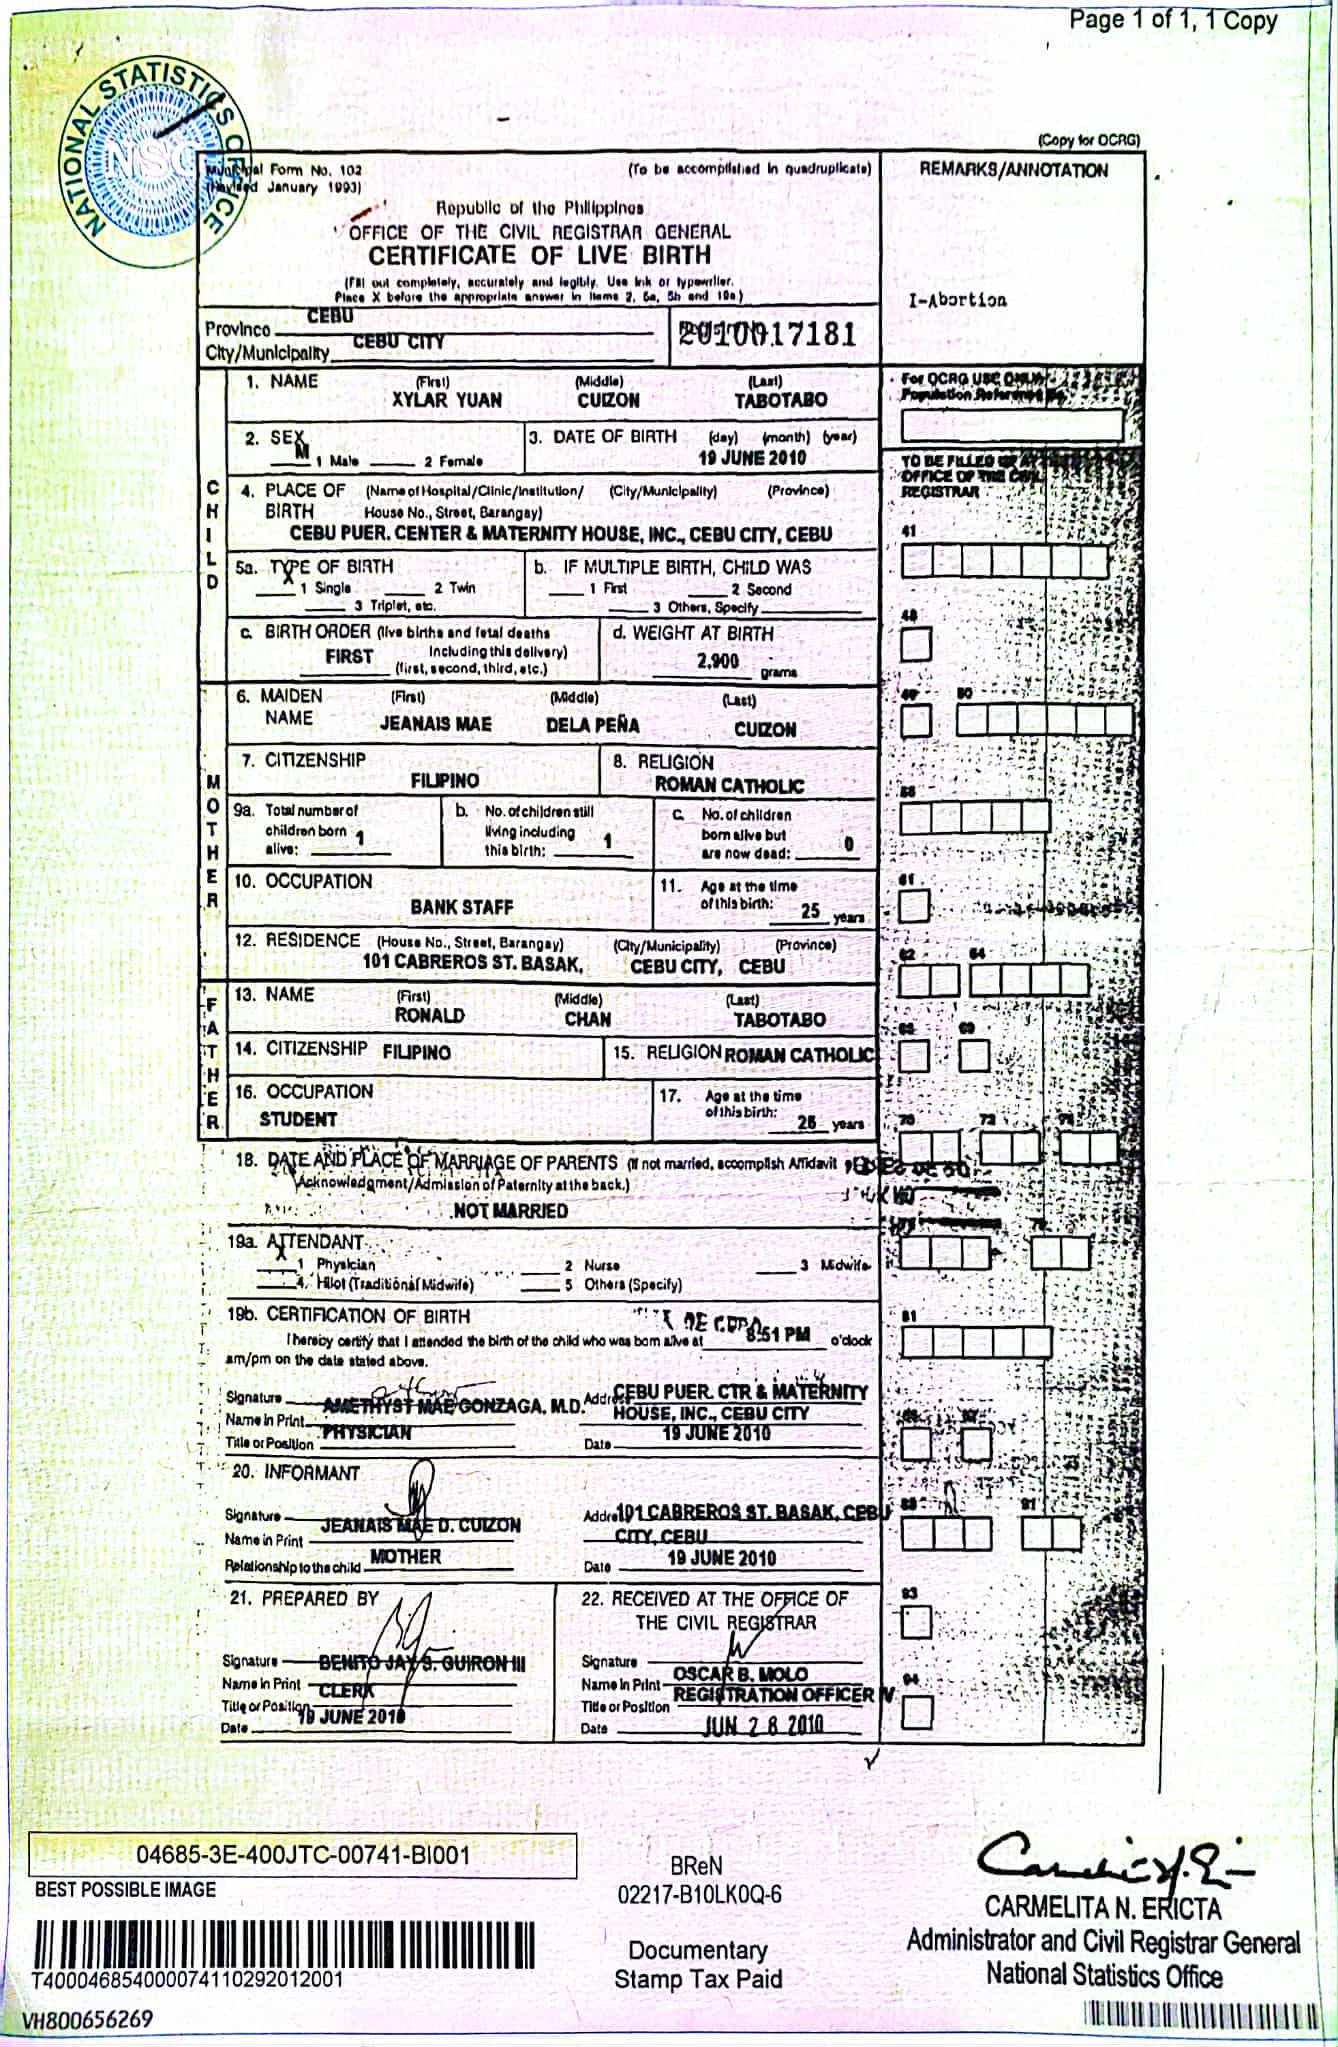 Page 1 of 1, 1 Copy
NATIONAL STATISTICS OFFICE
NSO
(Copy for OCRG)
Municipal Form No. 102
(Revised January 1993)
(To be accomplished in quadruplicate)
REMARKS/ANNOTATION
Republic of the Philippines
OFFICE OF THE CIVIL REGISTRAR GENERAL
CERTIFICATE OF LIVE BIRTH
(Fill out completely, accurately and legibly. Use ink or typewriter.
Place X before the appropriate answer in items 2, 5a, 5b and 19a.)
I-Abortion
Province CEBU
City/Municipality CEBU CITY
2010017181
CHILD
1. NAME (First) (Middle) (Last)
XYLAR YUAN CUIZON TABOTABO
For OCRG USE ONLY
Population Reference No.
2. SEX M
1 Male 2 Female
3. DATE OF BIRTH (day) (month) (year)
19 JUNE 2010
TO BE FILLED UP AT
OFFICE OF THE CIVIL
REGISTRAR
4. PLACE OF BIRTH (Name of Hospital/Clinic/Institution/ (City/Municipality) (Province)
House No., Street, Barangay)
CEBU PUER. CENTER & MATERNITY HOUSE, INC., CEBU CITY, CEBU
41
5a. TYPE OF BIRTH
X 1 Single 2 Twin
3 Triplet, etc.
b. IF MULTIPLE BIRTH, CHILD WAS
1 First 2 Second
3 Others, Specify
48
c. BIRTH ORDER (live births and fetal deaths
including this delivery)
FIRST (first, second, third, etc.)
d. WEIGHT AT BIRTH
2,900 grams
MOTHER
6. MAIDEN NAME (First) (Middle) (Last)
JEANAIS MAE DELA PEÑA CUIZON
49 50
7. CITIZENSHIP
FILIPINO
8. RELIGION
ROMAN CATHOLIC
9a. Total number of
children born
alive: 1
b. No. of children still
living including
this birth: 1
c. No. of children
born alive but
are now dead: 0
10. OCCUPATION
BANK STAFF
11. Age at the time
of this birth: 25 years
61
12. RESIDENCE (House No., Street, Barangay) (City/Municipality) (Province)
101 CABREROS ST. BASAK, CEBU CITY, CEBU
62 64
FATHER
13. NAME (First) (Middle) (Last)
RONALD CHAN TABOTABO
14. CITIZENSHIP FILIPINO
15. RELIGION ROMAN CATHOLIC
69
16. OCCUPATION
STUDENT
17. Age at the time
of this birth: 25 years
70 72
18. DATE AND PLACE OF MARRIAGE OF PARENTS (If not married, accomplish Affidavit
Acknowledgment/Admission of Paternity at the back.)
NOT MARRIED
19a. ATTENDANT
X 1 Physician 2 Nurse 3 Midwife
4. Hilot (Traditional Midwife) 5 Others (Specify)
19b. CERTIFICATION OF BIRTH
I hereby certify that I attended the birth of the child who was born alive at 8:51 PM o'clock
am/pm on the date stated above.
81
Signature
Name in Print AMETHYST MAE GONZAGA, M.D.
Title or Position PHYSICIAN
Address CEBU PUER. CTR & MATERNITY
HOUSE, INC., CEBU CITY
Date 19 JUNE 2010
20. INFORMANT
Signature
Name in Print JEANAIS MAE D. CUIZON
Relationship to the child MOTHER
Address 101 CABREROS ST. BASAK, CEBU
CITY, CEBU
Date 19 JUNE 2010
91
21. PREPARED BY
Signature
Name in Print BENITO JAY S. GUIRON III
Title or Position CLERK
Date 19 JUNE 2010
22. RECEIVED AT THE OFFICE OF
THE CIVIL REGISTRAR
Signature
Name in Print OSCAR B. MOLO
Title or Position REGISTRATION OFFICER IV
Date JUN 28 2010
93
94
04685-3E-400JTC-00741-BI001
BEST POSSIBLE IMAGE
T400046854000074110292012001
VH800656269
BReN
02217-B10LK0Q-6
Documentary
Stamp Tax Paid
CARMELITA N. ERICTA
Administrator and Civil Registrar General
National Statistics Office